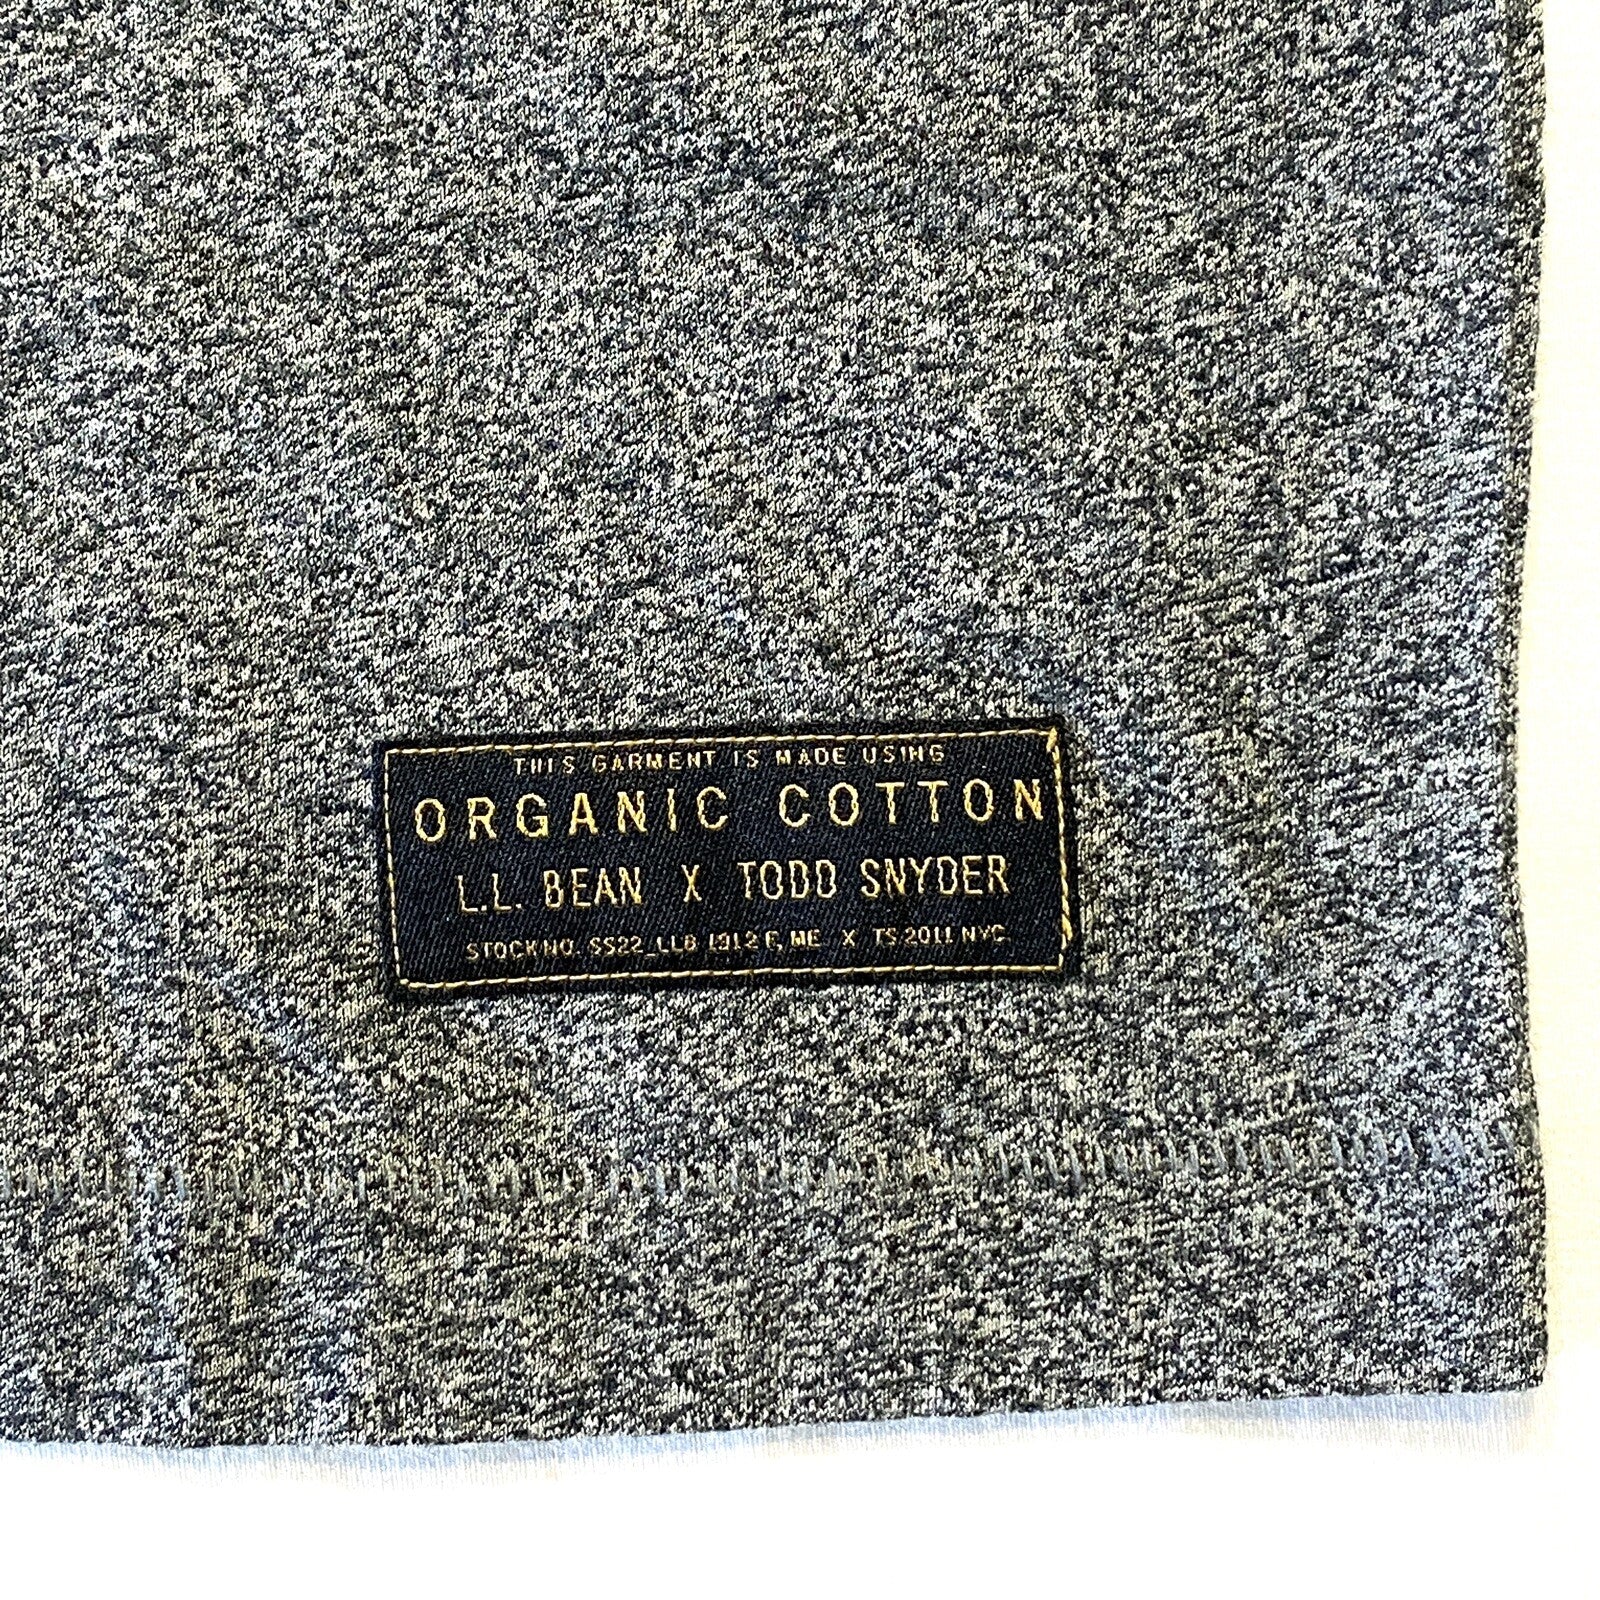 THIS GARMENT IS MADE USING
ORGANIC COTTON
L.L. BEAN X TODD SNYDER
STOCK NO. SS22_LLB 1912 F, ME X TS 2011 NYC